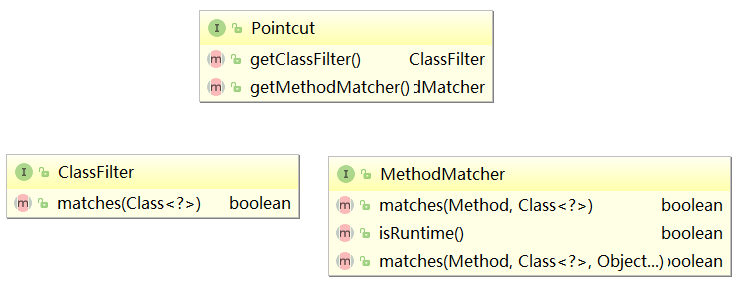 I Pointcut
m getClassFilter() ClassFilter
m getMethodMatcher() dMatcher
I ClassFilter
m matches(Class<?>) boolean
I MethodMatcher
m matches(Method, Class<?>) boolean
m isRuntime() boolean
m matches(Method, Class<?>, Object...) boolean